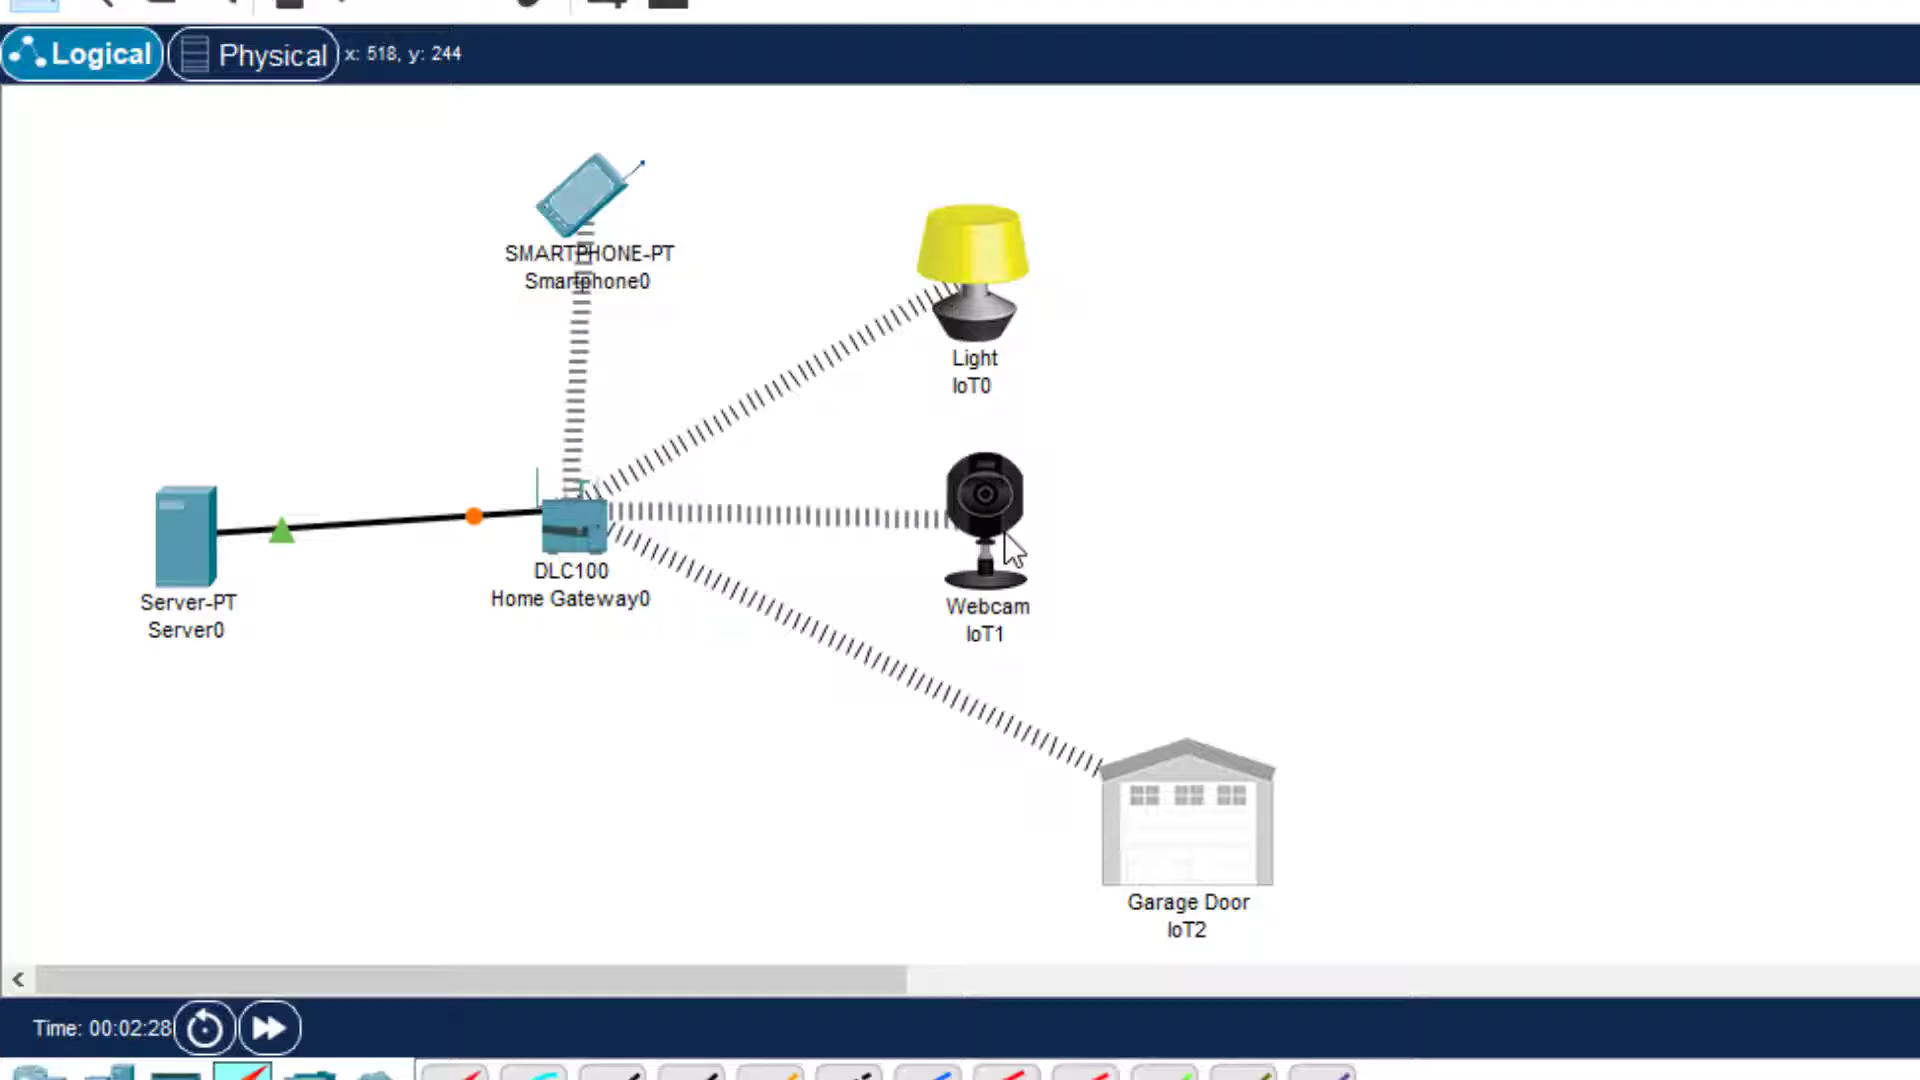 Logical
Physical
x: 518, y: 244
SMARTPHONE-PT
Smartphone0
Light
IoT0
DLC100
Home Gateway0
Server-PT
Server0
Webcam
IoT1
Garage Door
IoT2
Time: 00:02:28